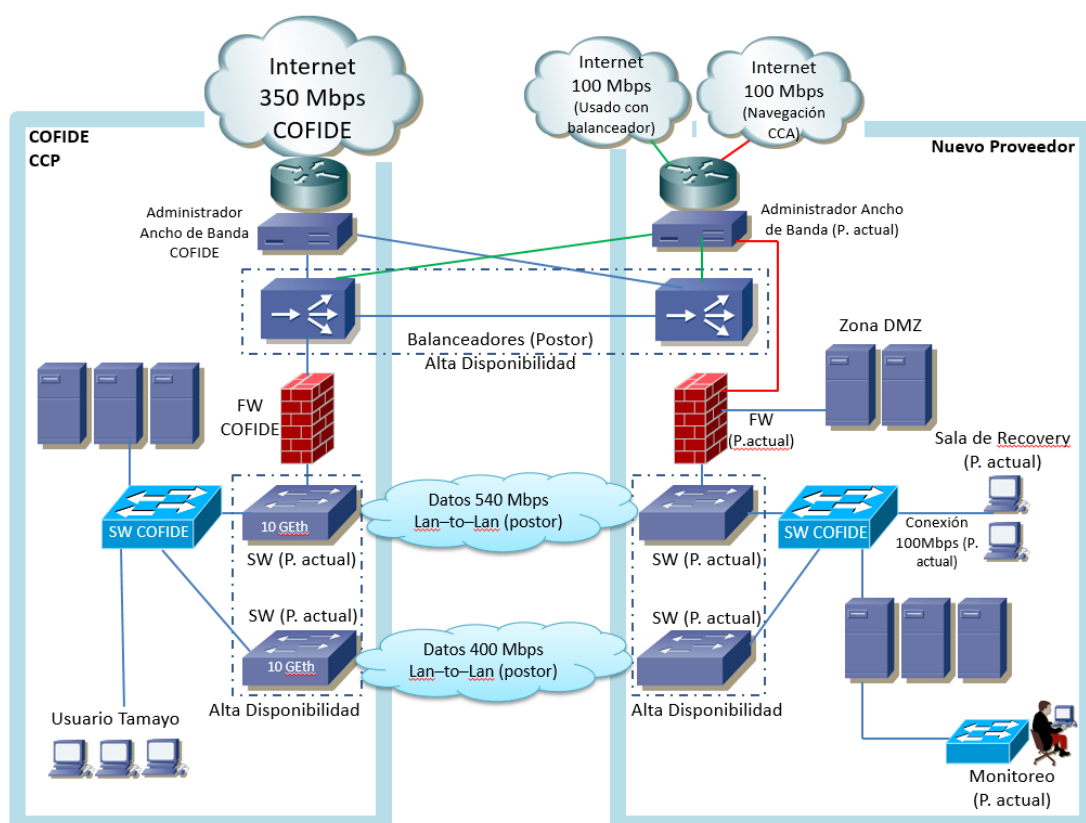 Internet
350 Mbps
COFIDE
Internet
100 Mbps
(Usado con
balanceador)
Internet
100 Mbps
(Navegación
CCA)
COFIDE
CCP
Nuevo Proveedor
Administrador
Ancho de Banda
COFIDE
Administrador Ancho
de Banda (P. actual)
Balanceadores (Postor)
Alta Disponibilidad
Zona DMZ
FW
COFIDE
FW
(P.actual)
Sala de Recovery
(P. actual)
Datos 540 Mbps
Lan–to–Lan (postor)
10 GEth
SW COFIDE
SW (P. actual)
SW (P. actual)
SW COFIDE
Conexión
100Mbps (P.
actual)
SW (P. actual)
SW (P. actual)
Datos 400 Mbps
Lan–to–Lan (postor)
10 GEth
Alta Disponibilidad
Alta Disponibilidad
Usuario Tamayo
Monitoreo
(P. actual)